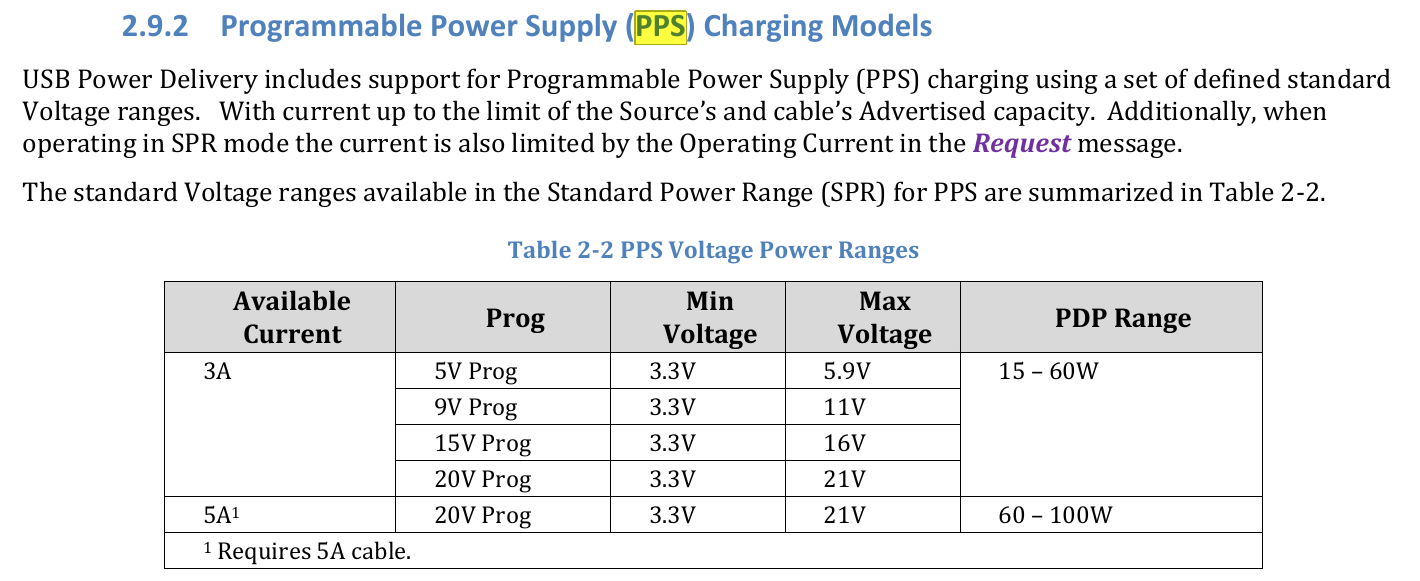 2.9.2 Programmable Power Supply (PPS) Charging Models
USB Power Delivery includes support for Programmable Power Supply (PPS) charging using a set of defined standard
Voltage ranges. With current up to the limit of the Source’s and cable’s Advertised capacity. Additionally, when
operating in SPR mode the current is also limited by the Operating Current in the Request message.
The standard Voltage ranges available in the Standard Power Range (SPR) for PPS are summarized in Table 2-2.
Table 2-2 PPS Voltage Power Ranges
Available Current Prog Min Voltage Max Voltage PDP Range
3A 5V Prog 3.3V 5.9V 15 – 60W
9V Prog 3.3V 11V
15V Prog 3.3V 16V
20V Prog 3.3V 21V
5A¹ 20V Prog 3.3V 21V 60 – 100W
¹ Requires 5A cable.